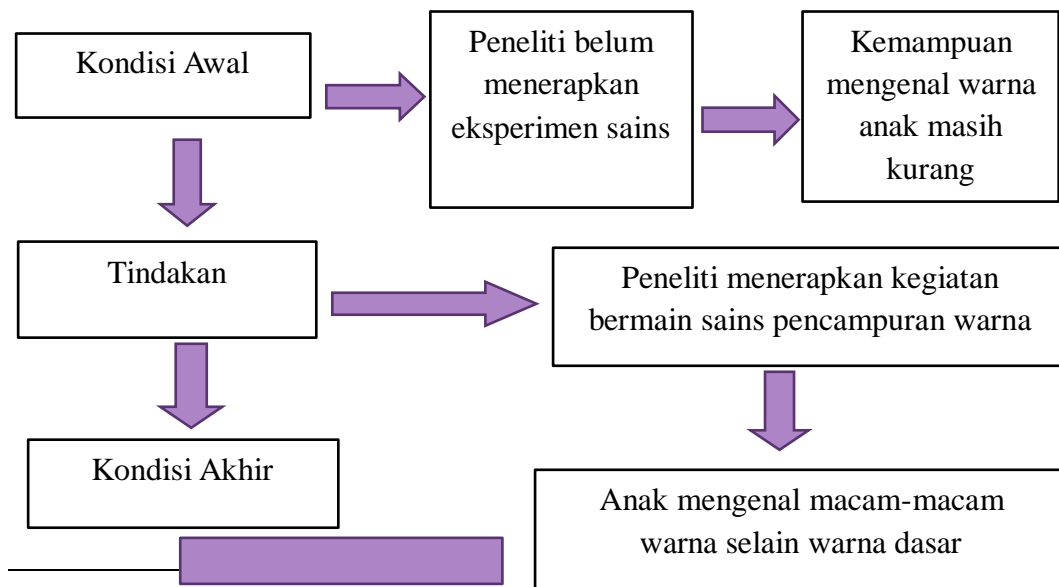 Kondisi Awal
Peneliti belum
menerapkan
eksperimen sains
Kemampuan
mengenal warna
anak masih
kurang
Tindakan
Peneliti menerapkan kegiatan
bermain sains pencampuran warna
Kondisi Akhir
Anak mengenal macam-macam
warna selain warna dasar